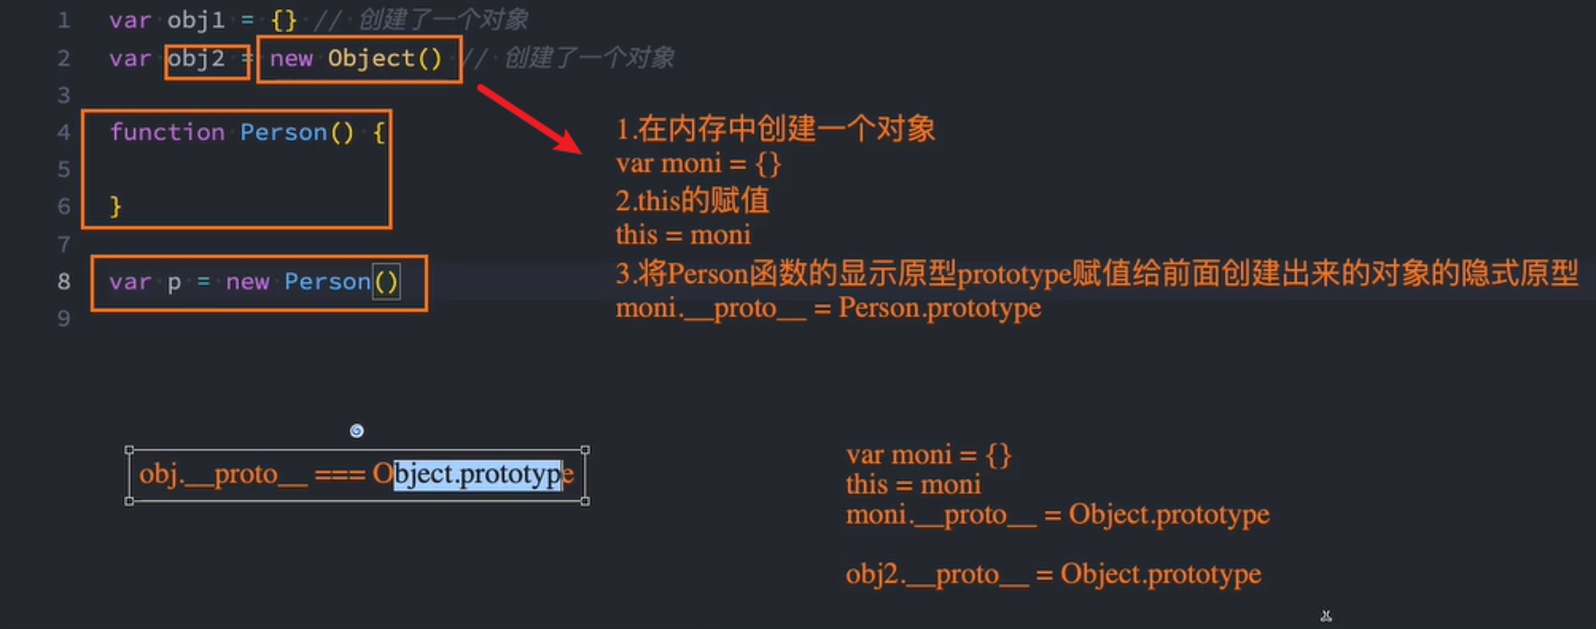 1 var obj1 = {} // 创建了一个对象
2 var obj2 = new Object() // 创建了一个对象
3
4 function Person() {
5
6 }
7
8 var p = new Person()
9
1.在内存中创建一个对象
var moni = {}
2.this的赋值
this = moni
3.将Person函数的显示原型prototype赋值给前面创建出来的对象的隐式原型
moni.__proto__ = Person.prototype
obj.__proto__ === Object.prototype
var moni = {}
this = moni
moni.__proto__ = Object.prototype
obj2.__proto__ = Object.prototype